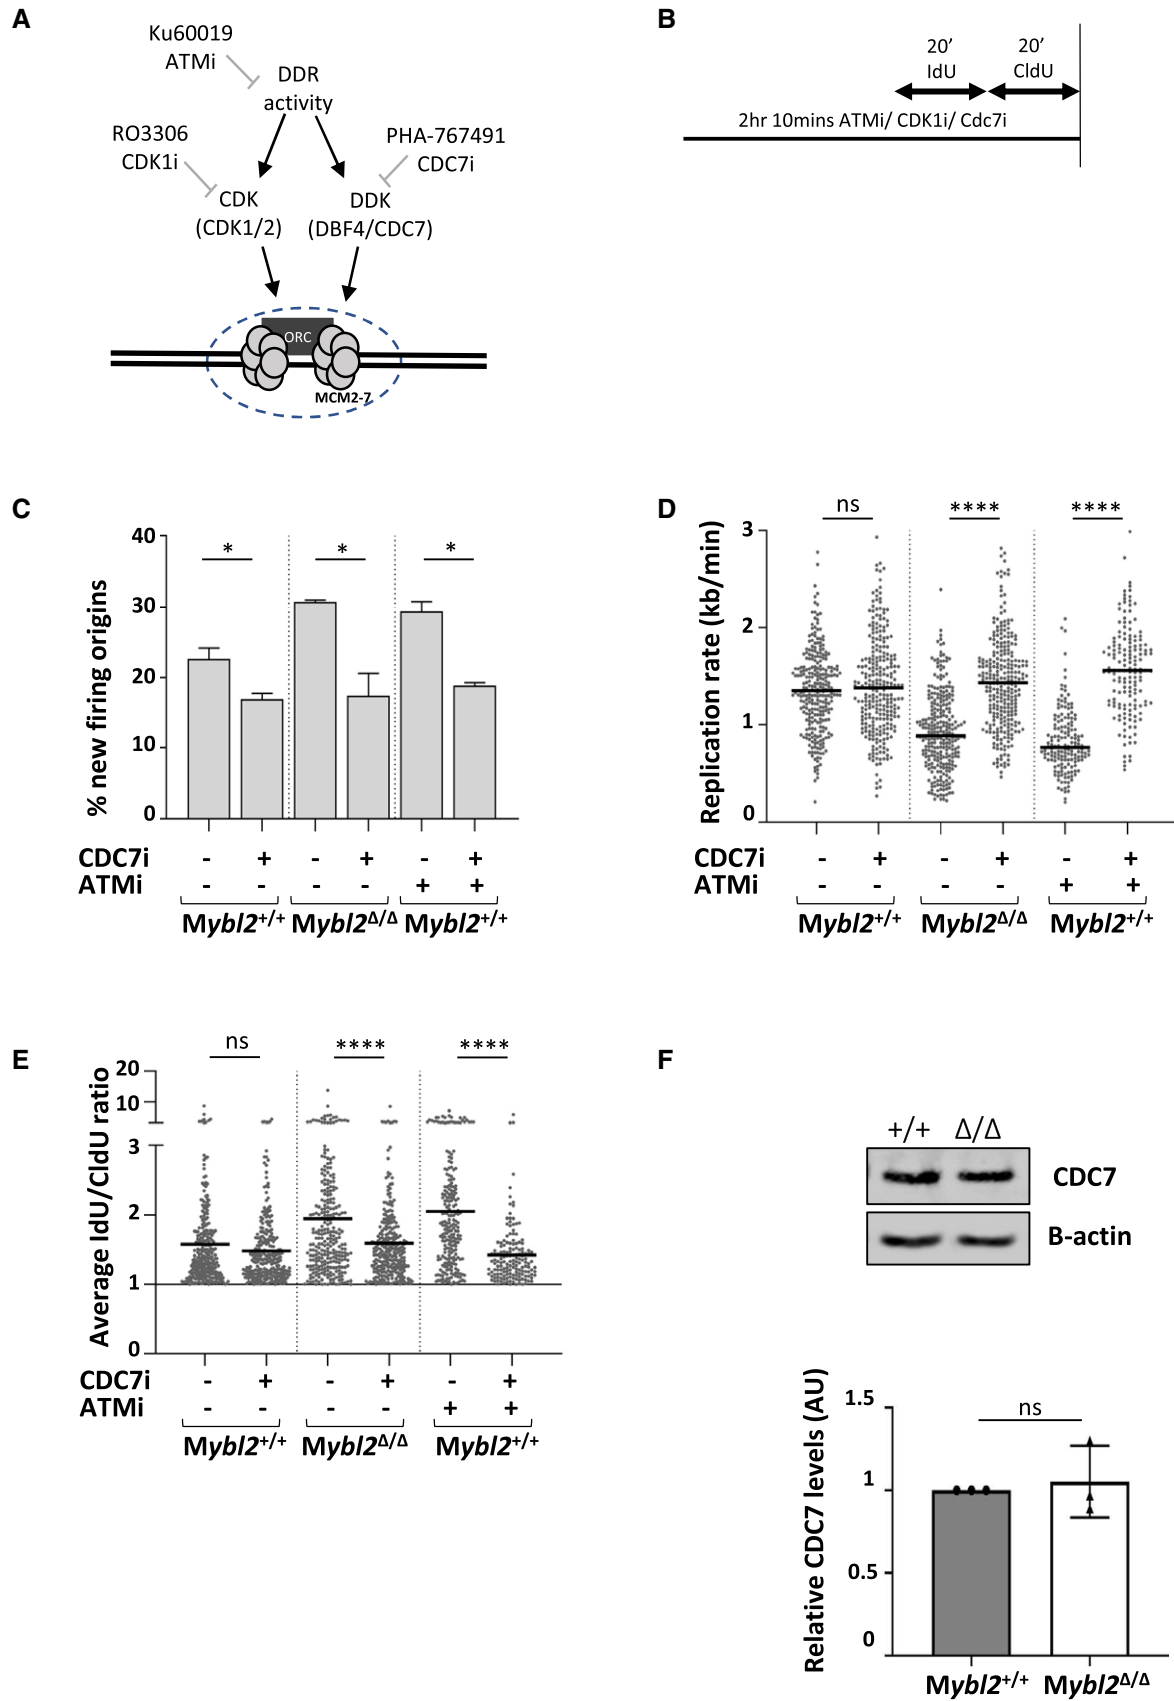 A
Ku60019
ATMi
DDR
activity
RO3306
CDK1i
PHA-767491
CDC7i
CDK
(CDK1/2)
DDK
(DBF4/CDC7)
ORC
MCM2-7
B
20’
IdU
20’
CldU
2hr 10mins ATMi/ CDK1i/ Cdc7i
C
% new firing origins
40
30
20
10
0
* * *
CDC7i - + - + - +
ATMi - - - - + +
Mybl2+/+ MybI2Δ/Δ Mybl2+/+
D
Replication rate (kb/min)
3
2
1
0
ns **** ****
CDC7i - + - + - +
ATMi - - - - + +
Mybl2+/+ Mybl2Δ/Δ Mybl2+/+
E
Average IdU/CldU ratio
20
10
3
2
1
0
ns **** ****
CDC7i - + - + - +
ATMi - - - - + +
Mybl2+/+ Mybl2Δ/Δ Mybl2+/+
F
+/+ Δ/Δ
CDC7
B-actin
Relative CDC7 levels (AU)
1.5
1
0.5
0
ns
Mybl2+/+ Mybl2Δ/Δ